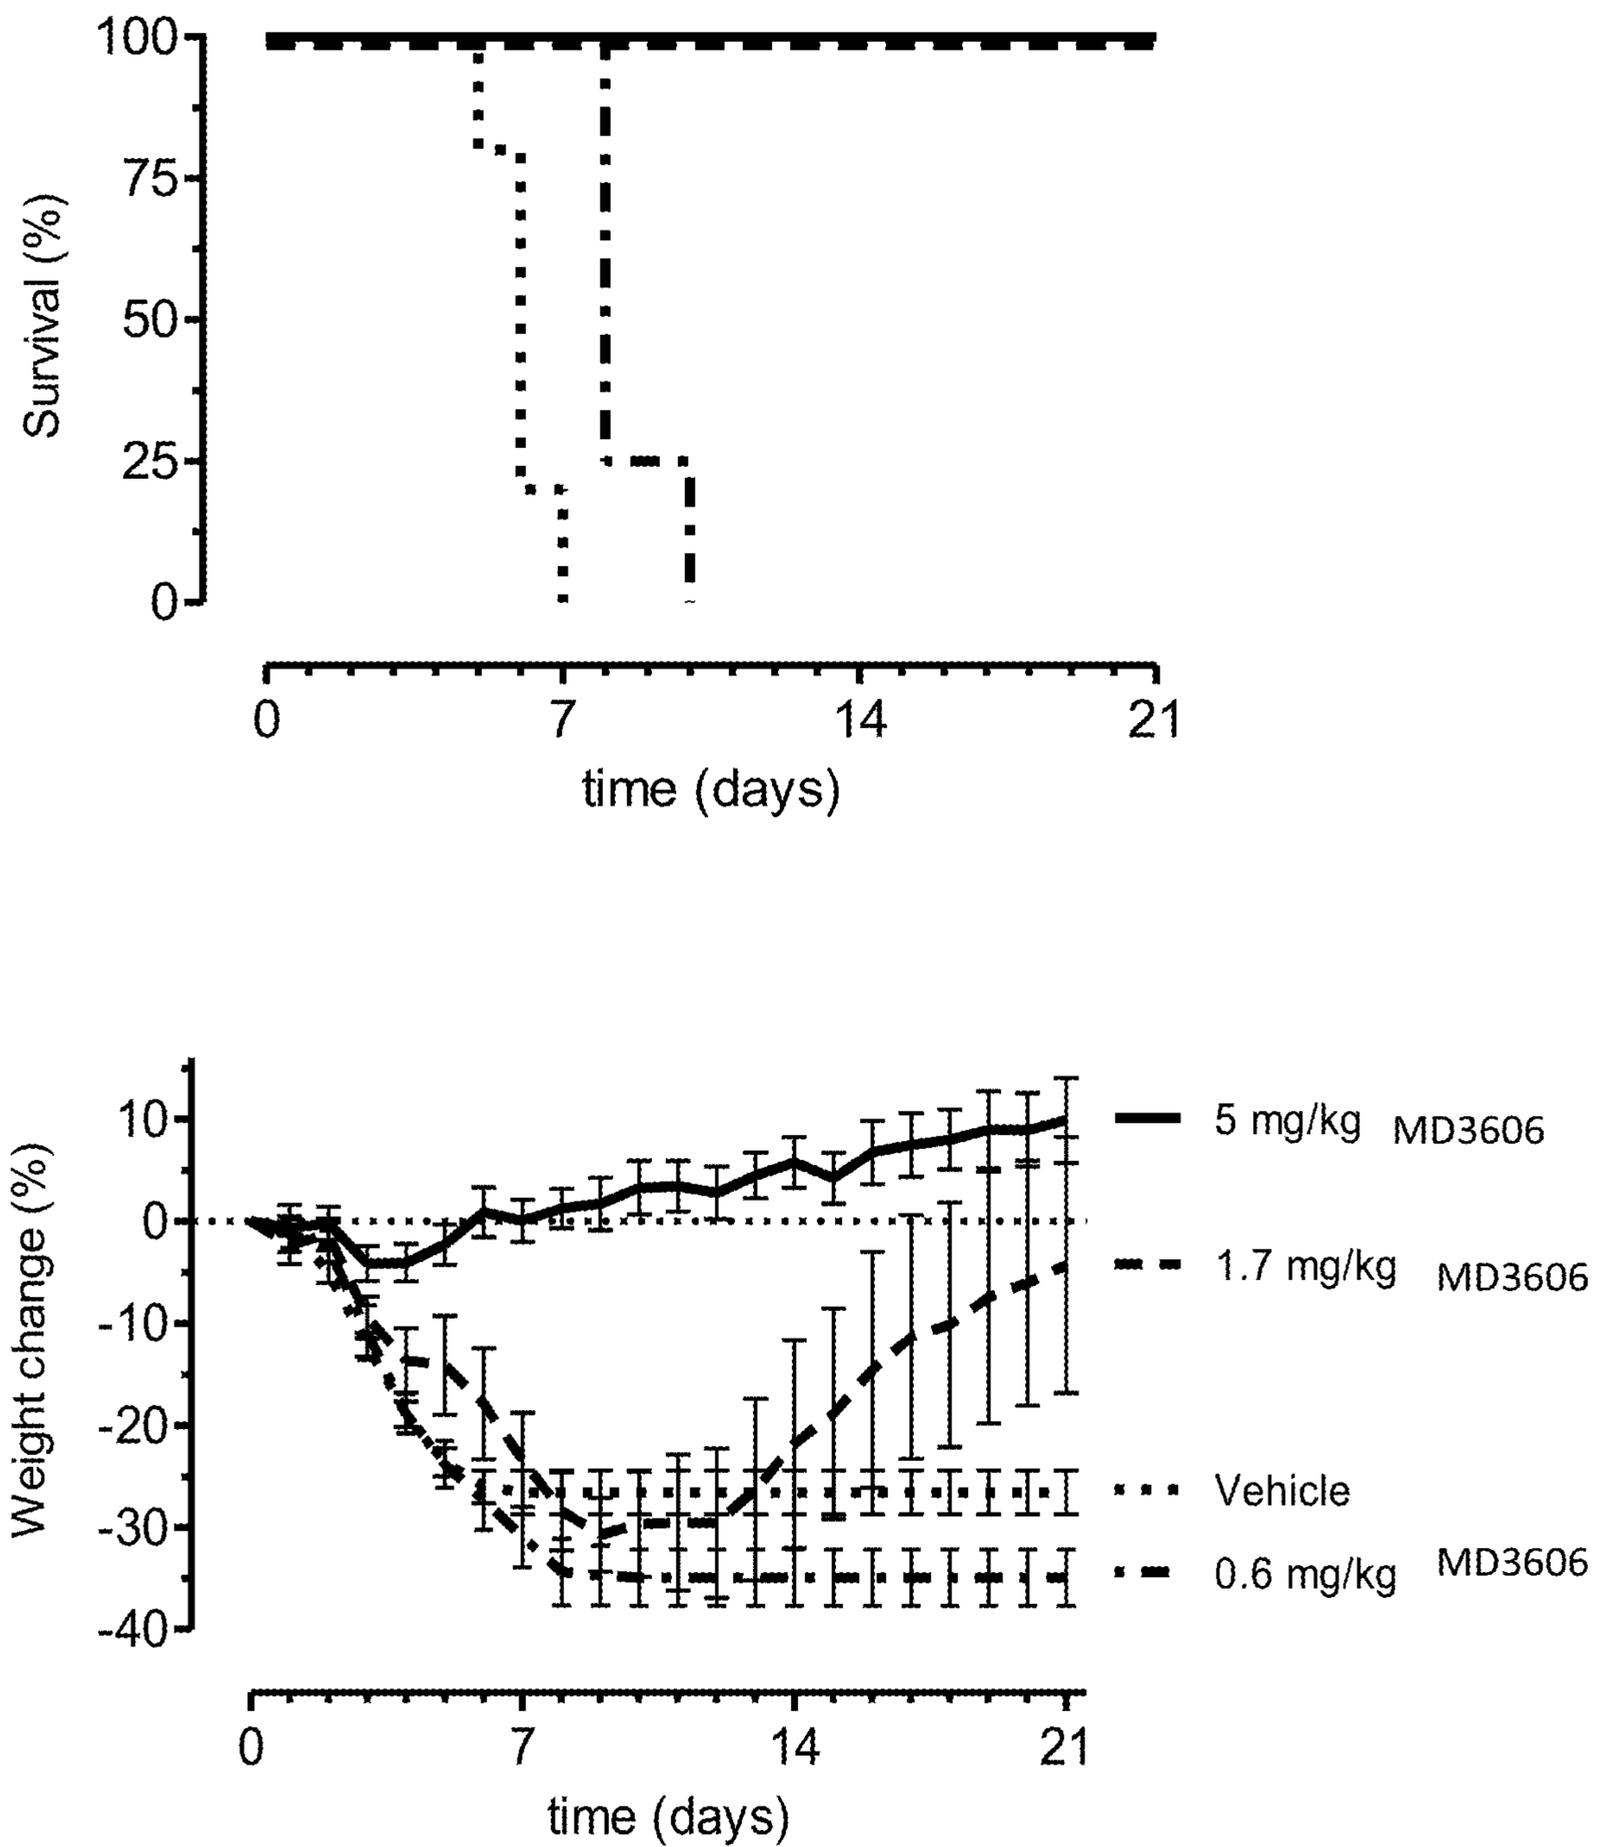 100
75
50
25
0
Survival (%)
0 7 14 21
time (days)
10
0
-10
-20
-30
-40
Weight change (%)
5 mg/kg MD3606
1.7 mg/kg MD3606
Vehicle
0.6 mg/kg MD3606
0 7 14 21
time (days)